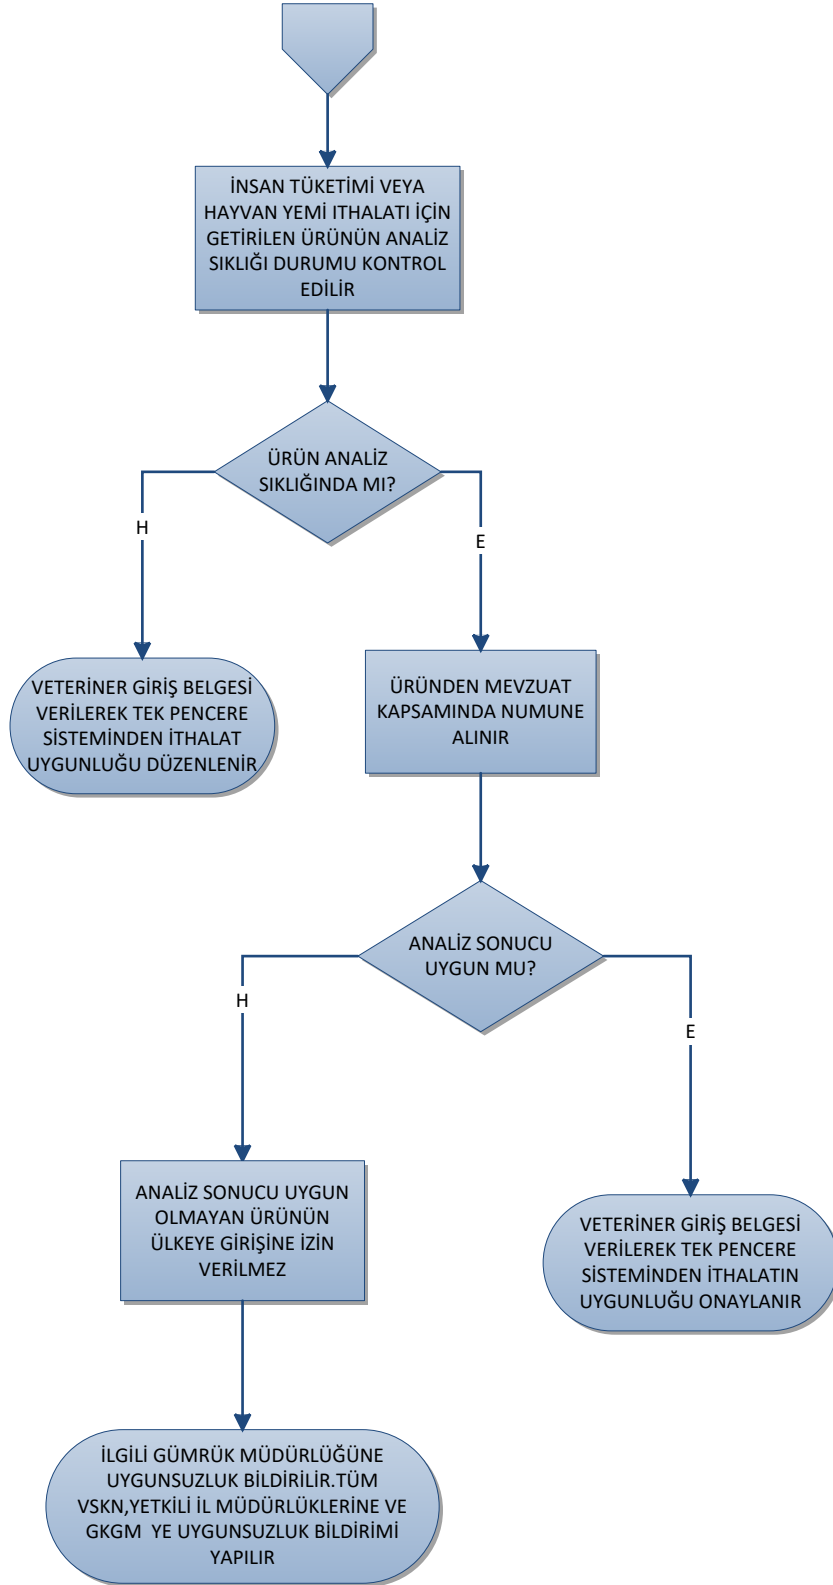 İNSAN TÜKETİMİ VEYA
HAYVAN YEMİ ITHALATI İÇİN
GETİRİLEN ÜRÜNÜN ANALİZ
SIKLIĞI DURUMU KONTROL
EDİLİR
ÜRÜN ANALİZ
SIKLIĞINDA MI?
H
E
VETERİNER GİRİŞ BELGESİ
VERİLEREK TEK PENCERE
SİSTEMİNDEN İTHALAT
UYGUNLUĞU DÜZENLENİR
ÜRÜNDEN MEVZUAT
KAPSAMINDA NUMUNE
ALINIR
ANALİZ SONUCU
UYGUN MU?
H
E
ANALİZ SONUCU UYGUN
OLMAYAN ÜRÜNÜN
ÜLKEYE GİRİŞİNE İZİN
VERİLMEZ
VETERİNER GİRİŞ BELGESİ
VERİLEREK TEK PENCERE
SİSTEMİNDEN İTHALATIN
UYGUNLUĞU ONAYLANIR
İLGİLİ GÜMRÜK MÜDÜRLÜĞÜNE
UYGUNSUZLUK BİLDİRİLİR.TÜM
VSKN,YETKİLİ İL MÜDÜRLÜKLERİNE VE
GKGM  YE UYGUNSUZLUK BİLDİRİMİ
YAPILIR